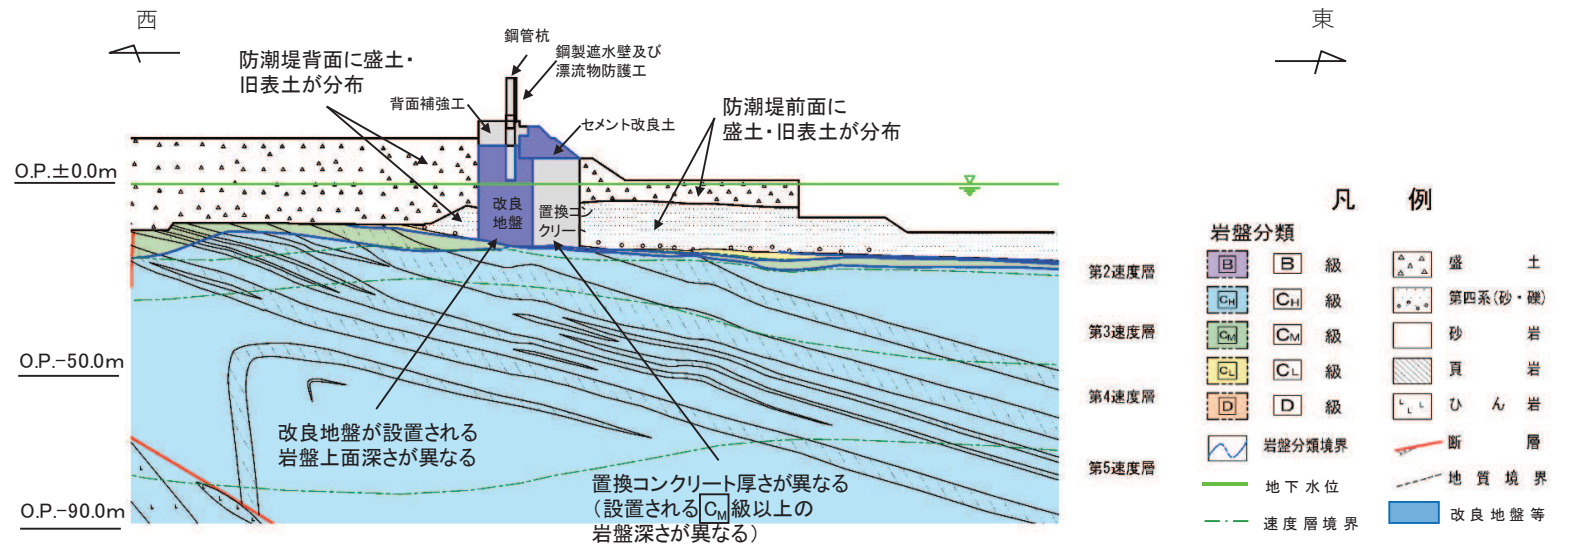 西
東
鋼管杭
鋼製遮水壁及び
漂流物防護工
防潮堤背面に盛土・
旧表土が分布
背面補強工
防潮堤前面に
盛土・旧表土が分布
セメント改良土
O.P.±0.0m
改良
地盤
置換コン
クリート
O.P.-50.0m
O.P.-90.0m
改良地盤が設置される
岩盤上面深さが異なる
置換コンクリート厚さが異なる
(設置されるCM級以上の
岩盤深さが異なる)
第2速度層
第3速度層
第4速度層
第5速度層
凡 例
岩盤分類
B B 級
CH CH 級
CM CM 級
CL CL 級
D D 級
岩盤分類境界
地下水位
速度層境界
盛土
第四系(砂・礫)
砂岩
頁岩
ひん岩
断層
地質境界
改良地盤等